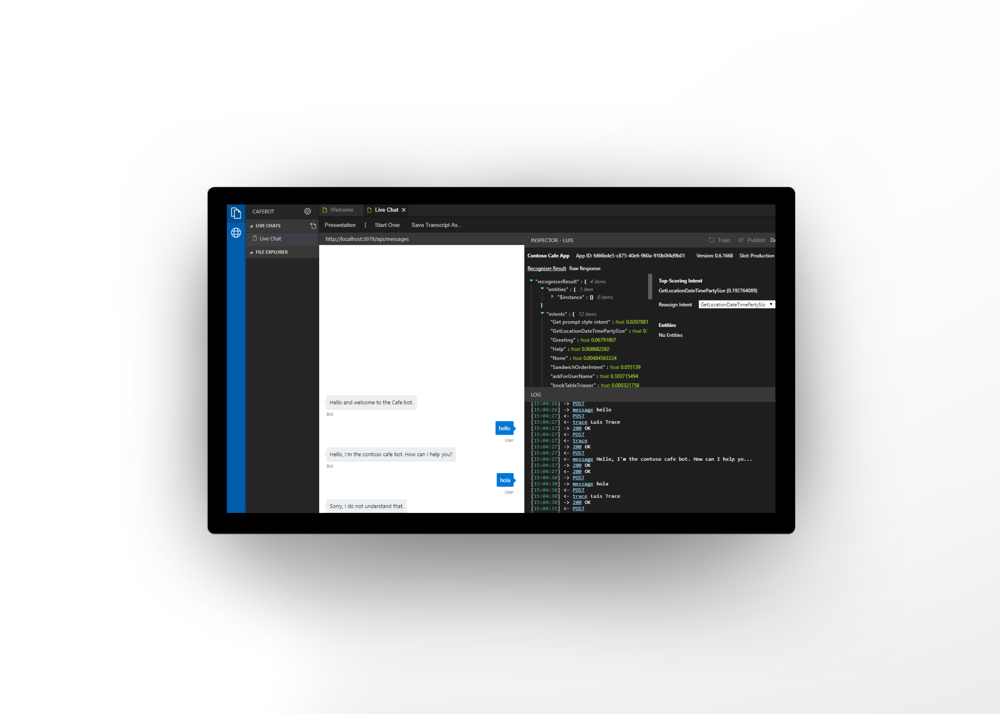 CAFEBOT
LIVE CHATS
Live Chat
FILE EXPLORER
Welcome
Live Chat
Presentation | Start Over Save Transcript As...
http://localhost:3978/api/messages
Hello and welcome to the Cafe bot.
Bot
hello
User
Hello, I'm the contoso cafe bot. How can I help you?
Bot
hola
User
Sorry, I do not understand that.
INSPECTOR - LUIS
Train Publish De
Contoso Cafe App App ID: fd66bde5-c875-40e6-960a-910b0f4d9b01 Version: 0.6.1668 Slot: Production
Recognizer Result Raw Response
"recognizerResult" : { 4 items
"entities" : { 1 item
"$instance" : {} 0 items
}
"intents" : { 12 items
"Get prompt style intent" : float 0.0207881
"GetLocationDateTimePartySize" : float 0.1
"Greeting" : float 0.06791807
"Help" : float 0.008682282
"None" : float 0.00484563224
"SandwichOrderIntent" : float 0.055139
"askForUserName" : float 0.103715494
"bookTableTrigger" : float 0.000321758
Top-Scoring Intent
GetLocationDateTimePartySize (0.192764089)
Reassign Intent GetLocationDateTimePartySiz
Entities
No Entities
LOG
[15:04:26] -> POST
[15:04:26] -> message hello
[15:04:27] <- POST
[15:04:27] <- trace Luis Trace
[15:04:27] -> 200 OK
[15:04:27] <- POST
[15:04:27] <- trace
[15:04:27] -> 200 OK
[15:04:27] <- POST
[15:04:27] <- message Hello, I'm the contoso cafe bot. How can I help yo...
[15:04:27] -> 200 OK
[15:04:27] <- 200 OK
[15:04:30] -> POST
[15:04:30] -> message hola
[15:04:30] <- POST
[15:04:30] <- trace Luis Trace
[15:04:30] -> 200 OK
[15:04:31] <- POST